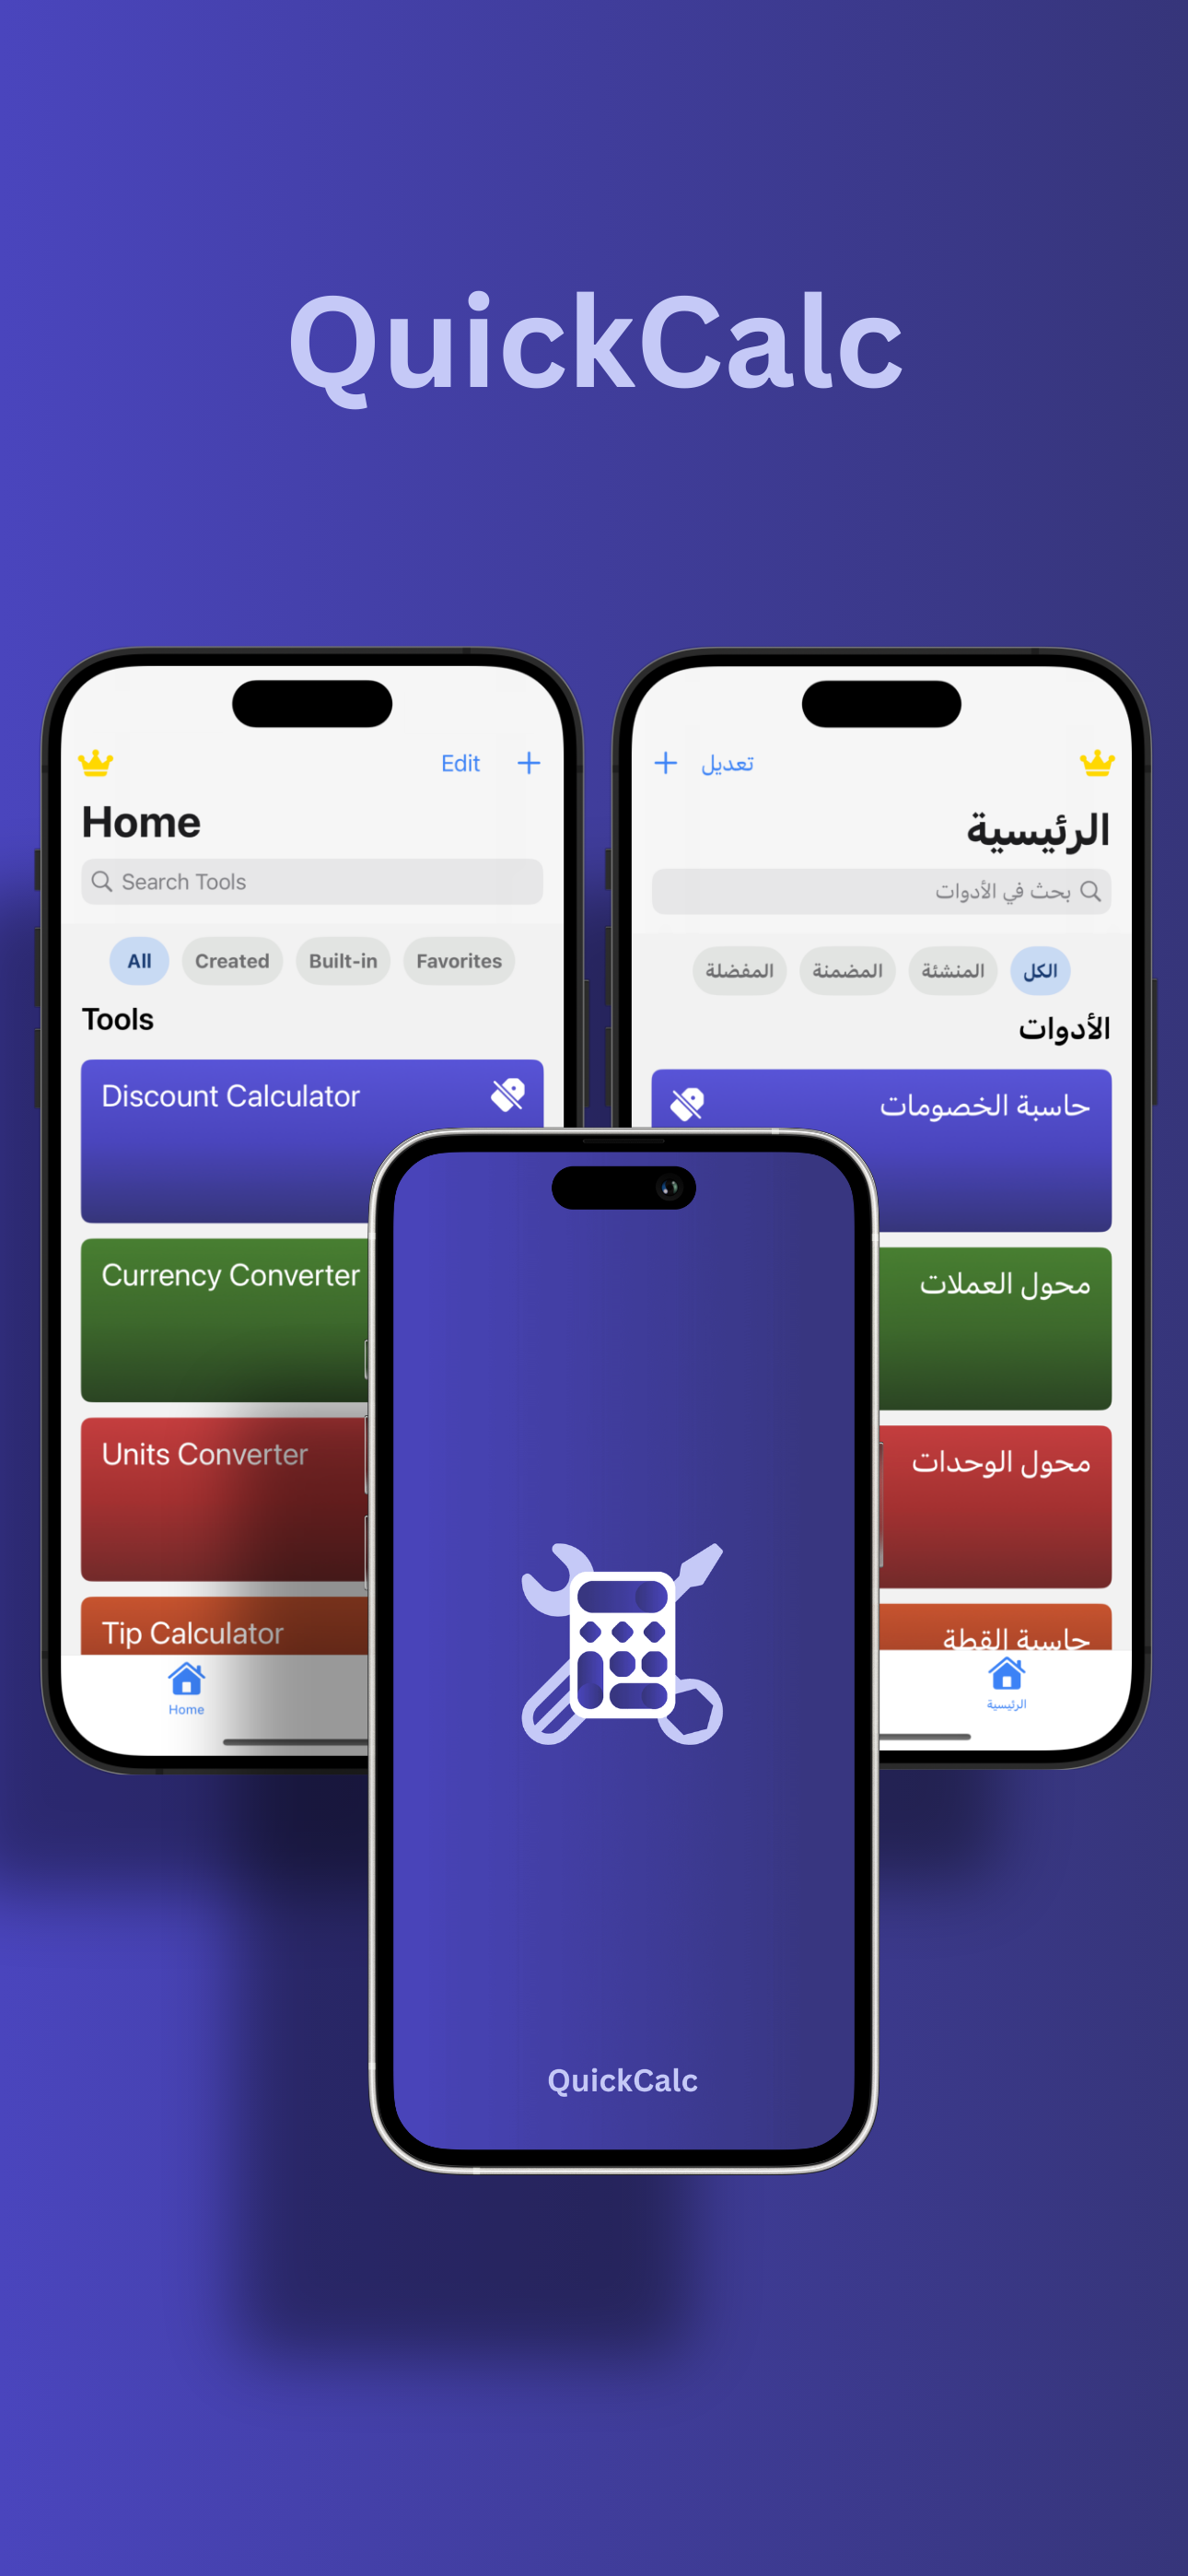 QuickCalc
Edit +
Home
Search Tools
All Created Built-in Favorites
Tools
Discount Calculator
Currency Converter
Units Converter
Tip Calculator
Home
تعديل +
الرئيسية
بحث في الأدوات
الكل المنشئة المضمنة المفضلة
الأدوات
حاسبة الخصومات
محول العملات
محول الوحدات
حاسبة القطة
الرئيسية
QuickCalc